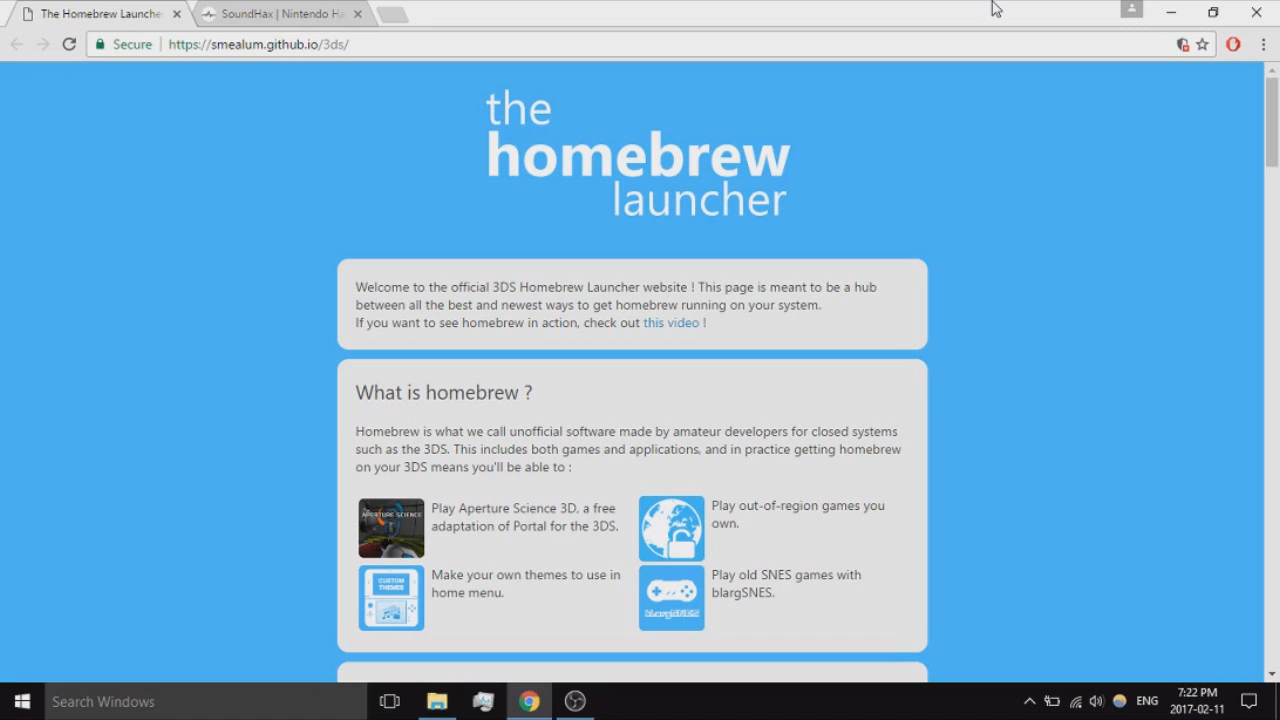 The Homebrew Launche
SoundHax | Nintendo Ha
Secure
https://smealum.github.io/3ds/
the
homebrew
launcher
Welcome to the official 3DS Homebrew Launcher website ! This page is meant to be a hub
between all the best and newest ways to get homebrew running on your system.
If you want to see homebrew in action, check out this video !
What is homebrew ?
Homebrew is what we call unofficial software made by amateur developers for closed systems
such as the 3DS. This includes both games and applications, and in practice getting homebrew
on your 3DS means you'll be able to :
APERTURE SCIENCE
Play Aperture Science 3D, a free
adaptation of Portal for the 3DS.
Play out-of-region games you
own.
CUSTOM
THEMES
Make your own themes to use in
home menu.
blargSNES
Play old SNES games with
blargSNES.
Search Windows
ENG
7:22 PM
2017-02-11